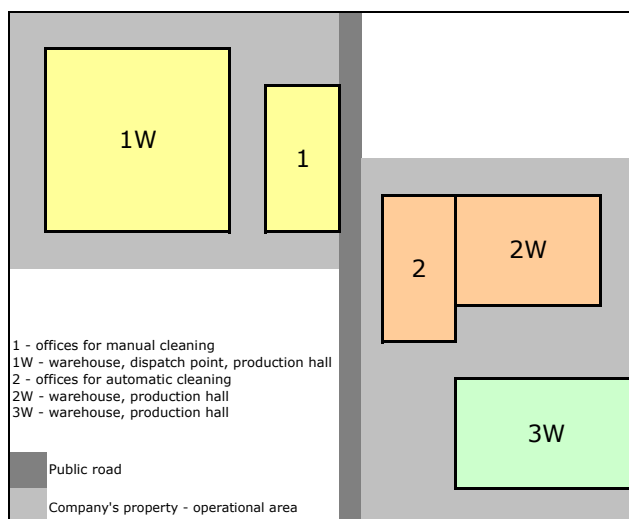 1W
1
2
2W
3W
1 - offices for manual cleaning
1W - warehouse, dispatch point, production hall
2 - offices for automatic cleaning
2W - warehouse, production hall
3W - warehouse, production hall
Public road
Company's property - operational area